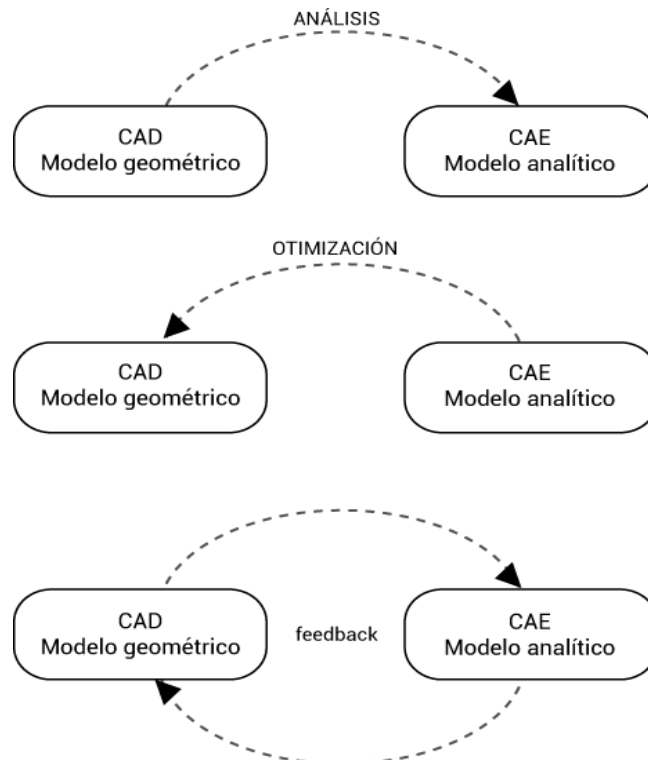 ANÁLISIS
CAD
Modelo geométrico
CAE
Modelo analítico
OTIMIZACIÓN
CAD
Modelo geométrico
CAE
Modelo analítico
CAD
Modelo geométrico
feedback
CAE
Modelo analítico